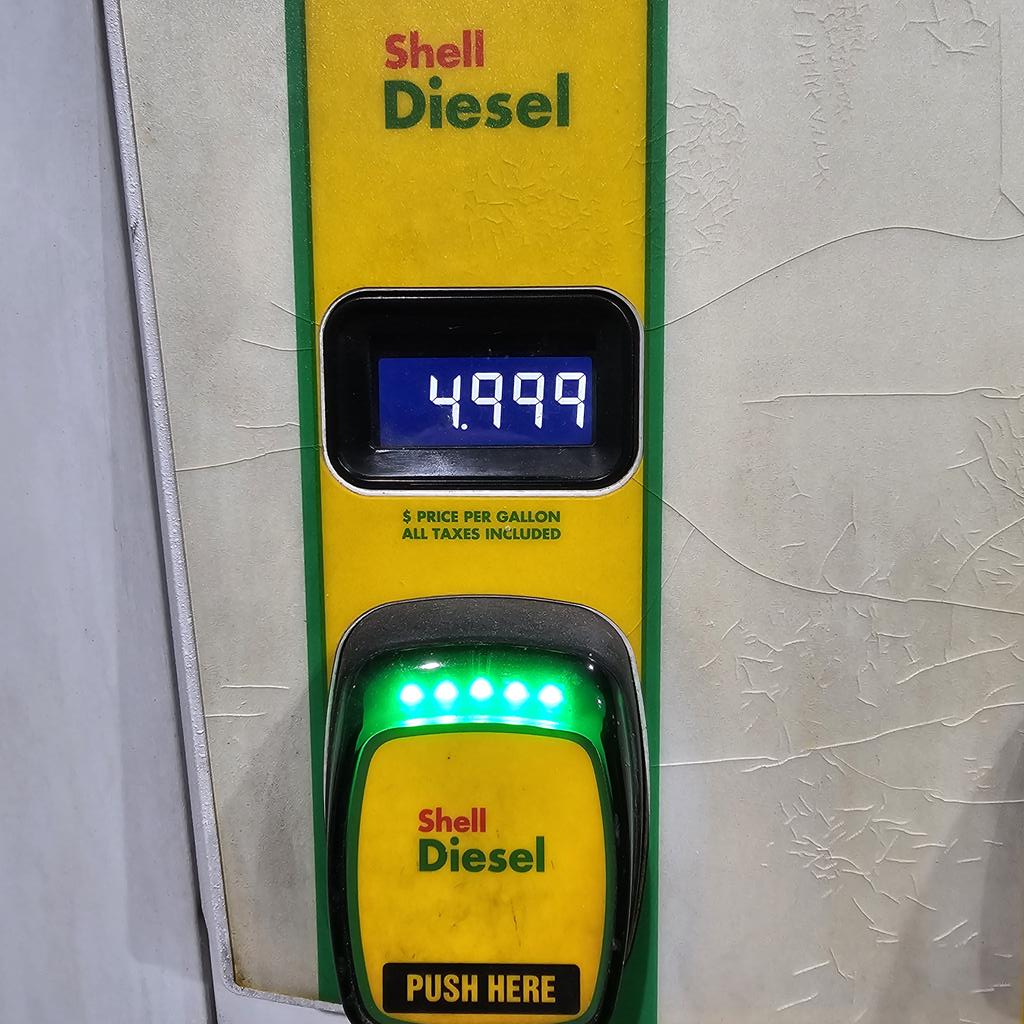 Shell
Diesel
4.999
$ PRICE PER GALLON
ALL TAXES INCLUDED
Shell
Diesel
PUSH HERE